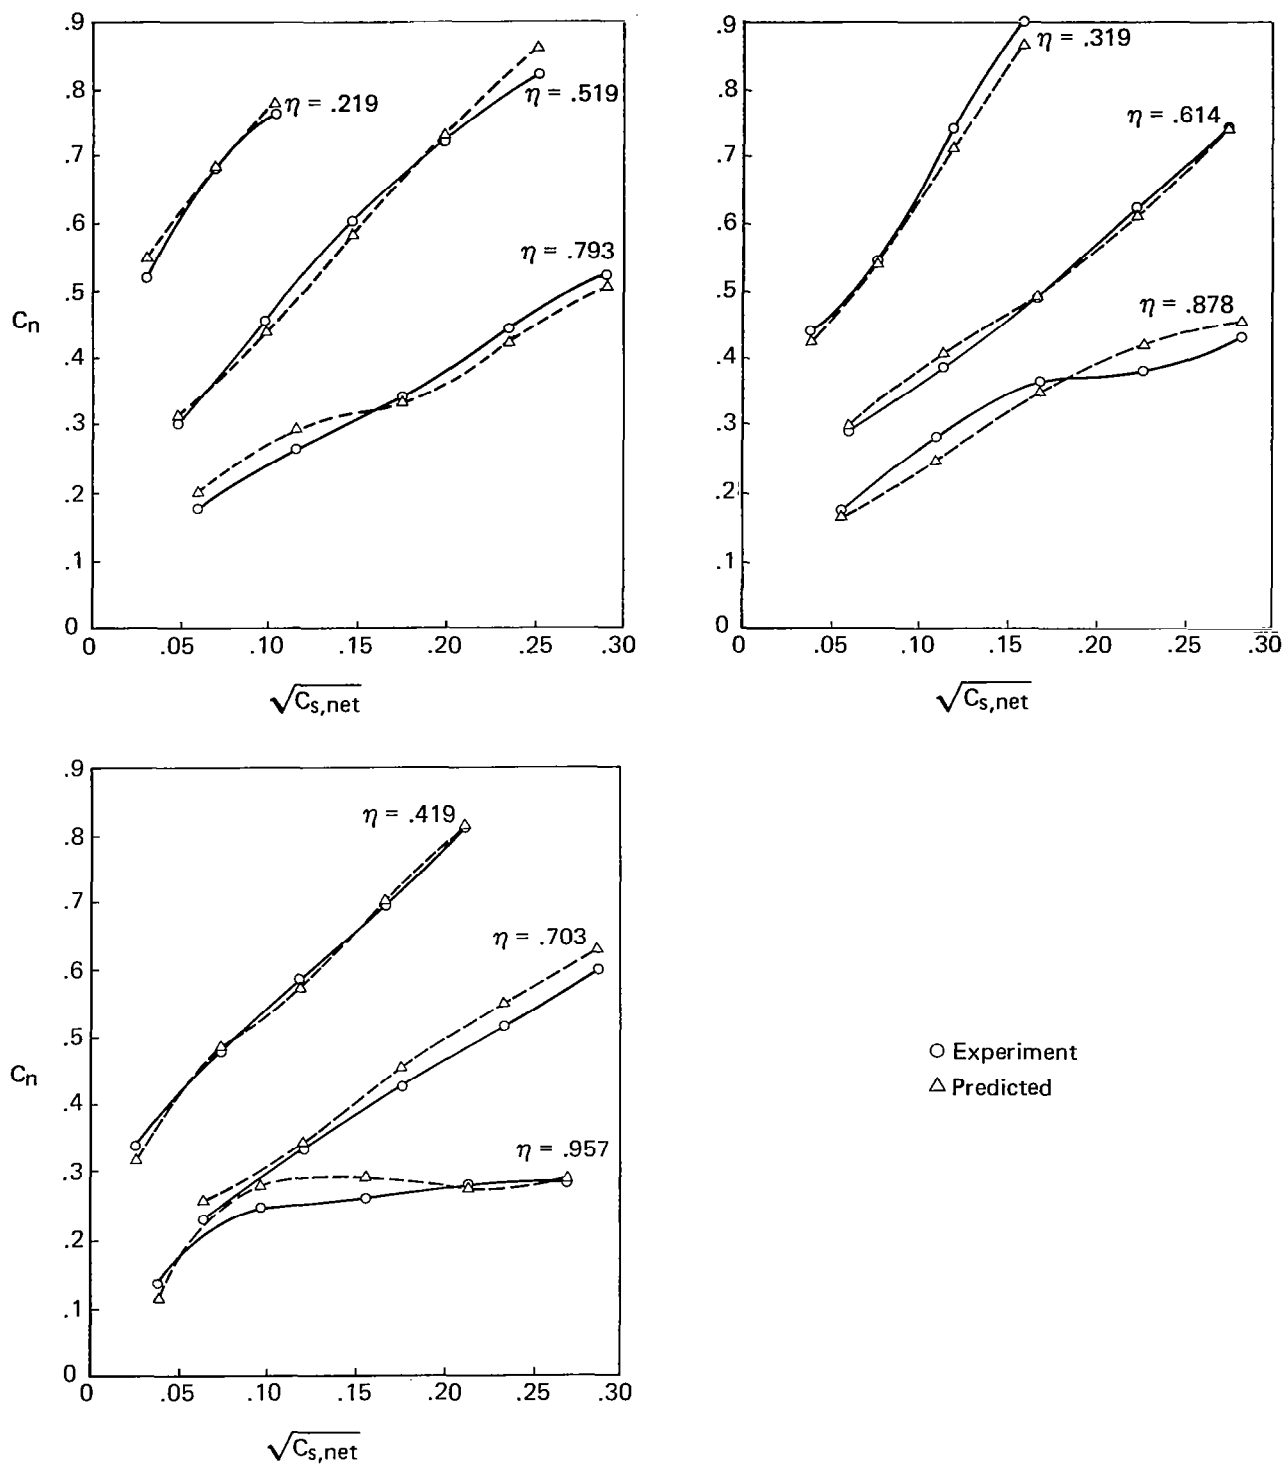 .9
.8
.7
.6
.5
.4
.3
.2
.1
0
Cn
η = .219
η = .519
η = .793
0 .05 .10 .15 .20 .25 .30
√Cs,net
.9
.8
.7
.6
.5
.4
.3
.2
.1
0
η = .319
η = .614
η = .878
0 .05 .10 .15 .20 .25 .30
√Cs,net
.9
.8
.7
.6
.5
.4
.3
.2
.1
0
Cn
η = .419
η = .703
η = .957
0 .05 .10 .15 .20 .25 .30
√Cs,net
Experiment
Predicted